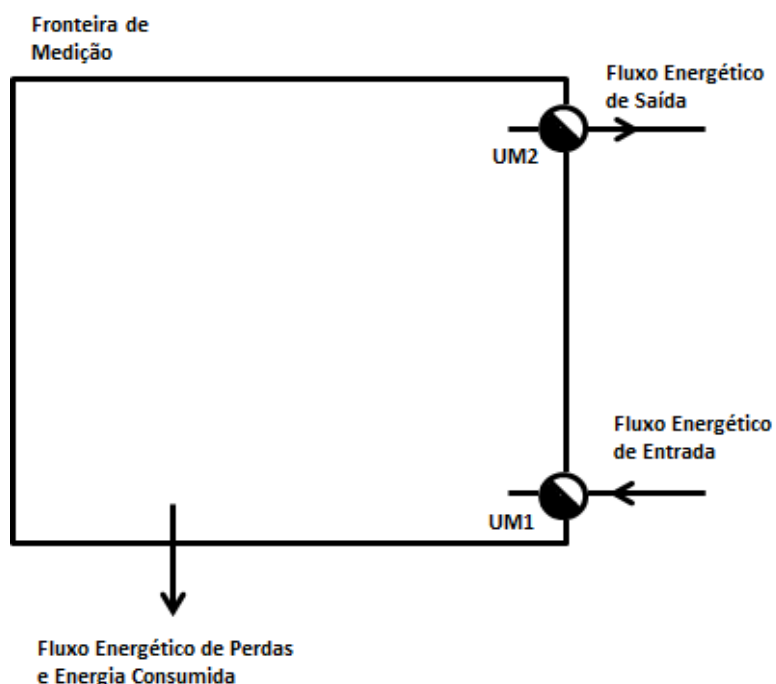 Fronteira de
Medição
Fluxo Energético
de Saída
UM2
Fluxo Energético
de Entrada
UM1
Fluxo Energético de Perdas
e Energia Consumida